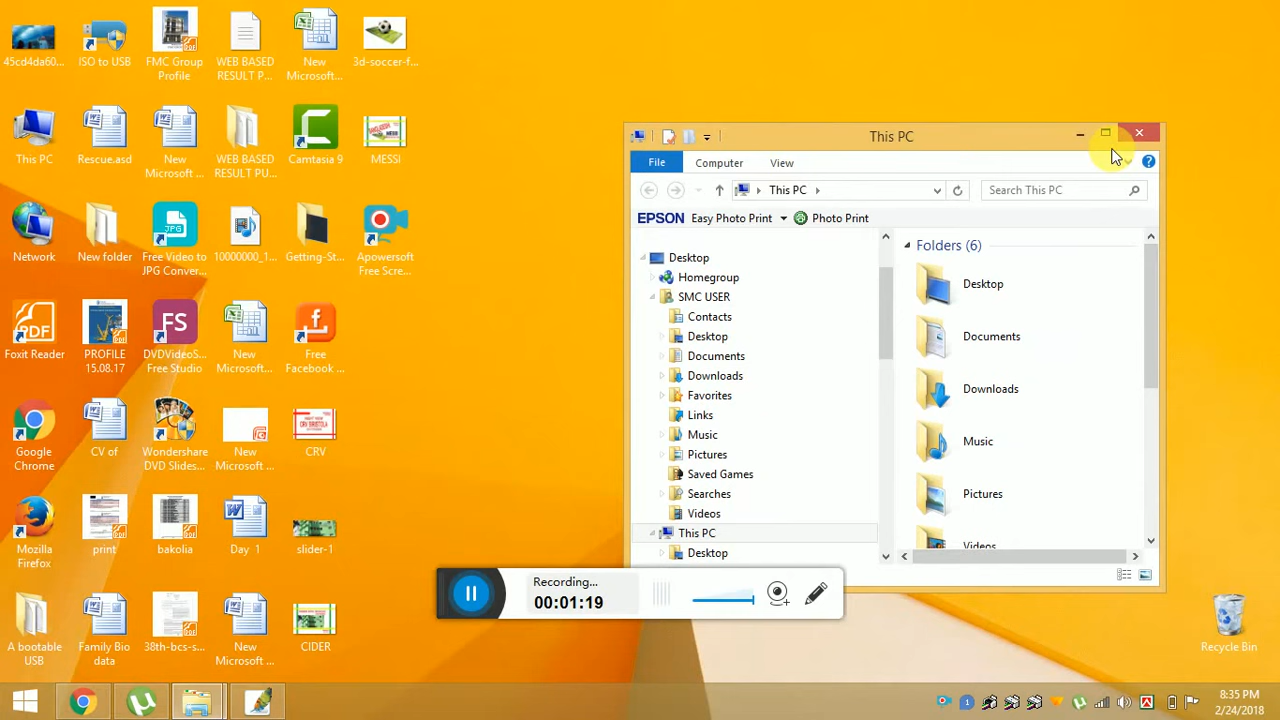 45cd4da60...
ISO to USB
FMC Group
Profile
WEB BASED
RESULT P...
New
Microsoft...
3d-soccer-f...
This PC
Rescue.asd
New
Microsoft ...
WEB BASED
RESULT PU...
Camtasia 9
MESSI
Network
New folder
JPG
Free Video to
JPG Conver...
10000000_1...
Getting-St...
Apowersoft
Free Scre...
PDF
Foxit Reader
PROFILE
15.08.17
FS
DVDVideoS...
Free Studio
New
Microsoft...
Free
Facebook ...
Google
Chrome
CV of
Wondershare
DVD Slides...
New
Microsoft ...
CRV
Mozilla
Firefox
print
bakolia
Day 1
slider-1
A bootable
USB
Family Bio
data
38th-bcs-s...
New
Microsoft ...
CIDER
This PC
File
Computer
View
This PC
Search This PC
EPSON
Easy Photo Print
Photo Print
Desktop
Homegroup
SMC USER
Contacts
Desktop
Documents
Downloads
Favorites
Links
Music
Pictures
Saved Games
Searches
Videos
This PC
Desktop
Folders (6)
Desktop
Documents
Downloads
Music
Pictures
Videos
Recording...
00:01:19
Recycle Bin
8:35 PM
2/24/2018